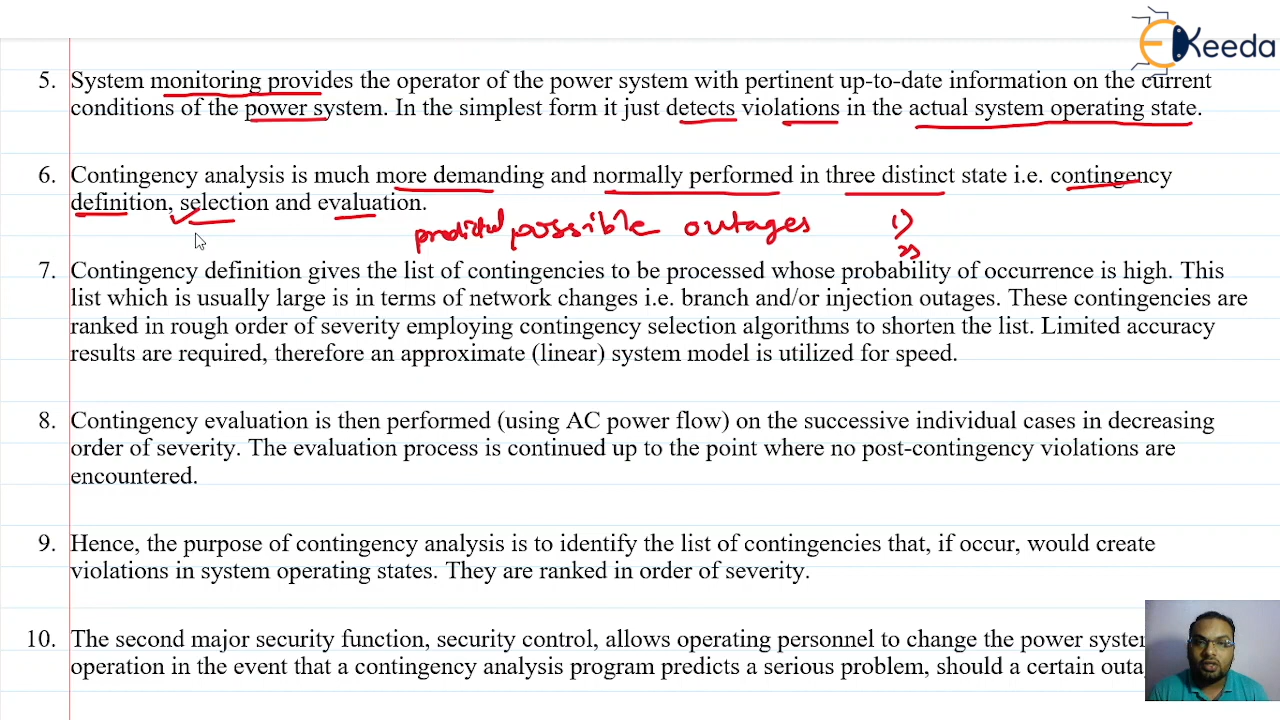 EKeeda
5. System monitoring provides the operator of the power system with pertinent up-to-date information on the current
conditions of the power system. In the simplest form it just detects violations in the actual system operating state.
6. Contingency analysis is much more demanding and normally performed in three distinct state i.e. contingency
definition, selection and evaluation.
predicted possible outages 1)
2)
7. Contingency definition gives the list of contingencies to be processed whose probability of occurrence is high. This
list which is usually large is in terms of network changes i.e. branch and/or injection outages. These contingencies are
ranked in rough order of severity employing contingency selection algorithms to shorten the list. Limited accuracy
results are required, therefore an approximate (linear) system model is utilized for speed.
8. Contingency evaluation is then performed (using AC power flow) on the successive individual cases in decreasing
order of severity. The evaluation process is continued up to the point where no post-contingency violations are
encountered.
9. Hence, the purpose of contingency analysis is to identify the list of contingencies that, if occur, would create
violations in system operating states. They are ranked in order of severity.
10. The second major security function, security control, allows operating personnel to change the power system
operation in the event that a contingency analysis program predicts a serious problem, should a certain